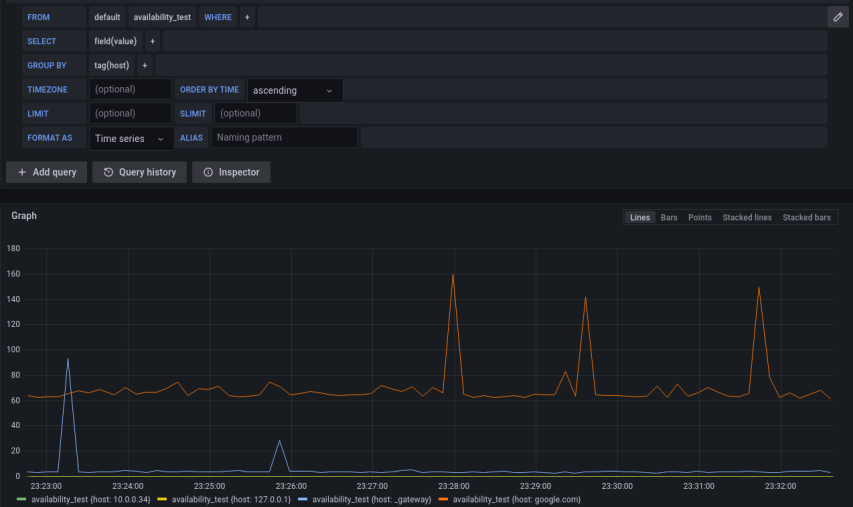 FROM default availability_test WHERE +
SELECT field(value) +
GROUP BY tag(host) +
TIMEZONE (optional) ORDER BY TIME ascending
LIMIT (optional) SLIMIT (optional)
FORMAT AS Time series ALIAS Naming pattern
+ Add query Query history Inspector
Graph Lines Bars Points Stacked lines Stacked bars
180
160
140
120
100
80
60
40
20
0
23:23:00 23:24:00 23:25:00 23:26:00 23:27:00 23:28:00 23:29:00 23:30:00 23:31:00 23:32:00
availability_test {host: 10.0.0.34} availability_test {host: 127.0.0.1} availability_test {host: _gateway} availability_test {host: google.com}